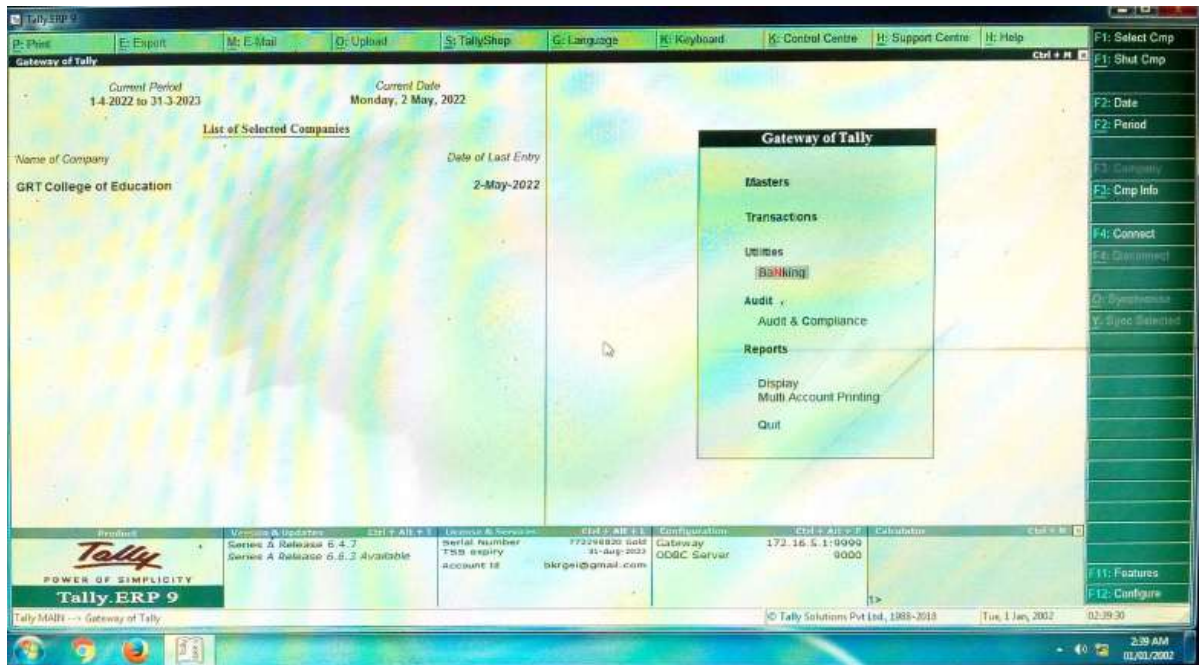 Tally.ERP 9
P: Print E: Export M: E-Mail O: Upload S: TallyShop G: Language K: Keyboard K: Control Centre H: Support Centre H: Help
F1: Select Cmp
F1: Shut Cmp
F2: Date
F2: Period
F3: Company
F3: Cmp Info
F4: Connect
F4: Disconnect
Gateway of Tally Ctrl + M
Current Period
1-4-2022 to 31-3-2023
Current Date
Monday, 2 May, 2022
List of Selected Companies
Name of Company Date of Last Entry
GRT College of Education 2-May-2022
Gateway of Tally
Masters
Transactions
Utilities
BaNking
Audit
Audit & Compliance
Reports
Display
Multi Account Printing
Quit
Y: Sync Selected
F11: Features
F12: Configure
Product
Tally
POWER OF SIMPLICITY
Tally.ERP 9
Version & Updates
Series A Release 6.4.7
Series A Release 6.6.3 Available
License & Services Ctrl + Alt + L
Serial Number Gold
TSS Expiry 31-Aug-2023
Account Id bkrgei@gmail.com
Configuration Ctrl + Alt + F
Gateway 172.16.5.1:9999
ODBC Server 9000
Calculator Ctrl + N
1>
Tally MAIN --> Gateway of Tally
© Tally Solutions Pvt Ltd., 1988-2018
Tue, 1 Jan, 2002
02:39:30
2:39 AM
01/01/2002